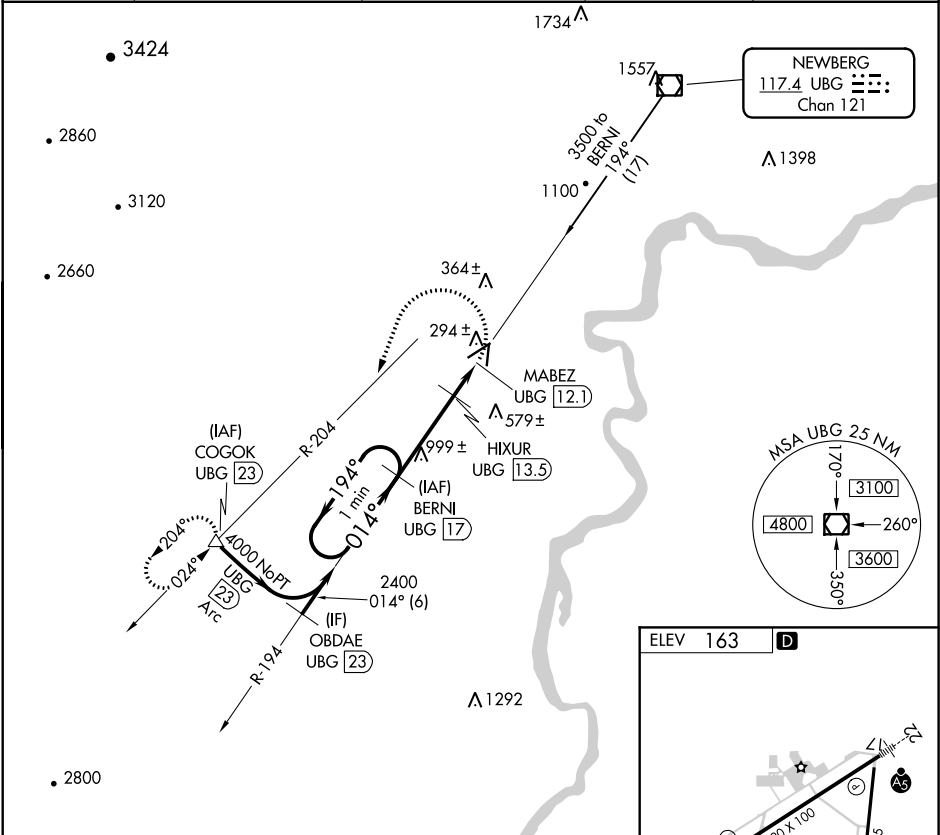 1734
3424
1557
NEWBERG
117.4 UBG
Chan 121
2860
3500 to
BERNI
194°
(17)
1398
1100
3120
2660
364±
294±
MABEZ
UBG 12.1
579±
HIXUR
UBG 13.5
R-204
(IAF)
COGOK
UBG 23
999±
194°
1 min
014°
(IAF)
BERNI
UBG 17
MSA UBG 25 NM
170°
3100
4800
260°
3600
350°
204°
024°
4000 NoPT
UBG
23
Arc
2400
014° (6)
(IF)
OBDAE
UBG 23
R-194
ELEV 163 D
1292
2800
17
22
A5
P
00 X 100